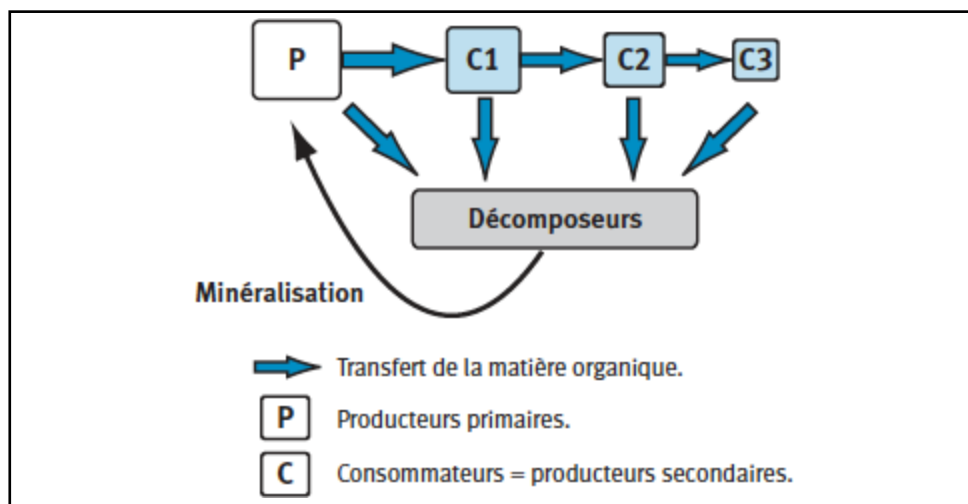 P
C1
C2
C3
Décomposeurs
Minéralisation
Transfert de la matière organique.
P
Producteurs primaires.
C
Consommateurs = producteurs secondaires.